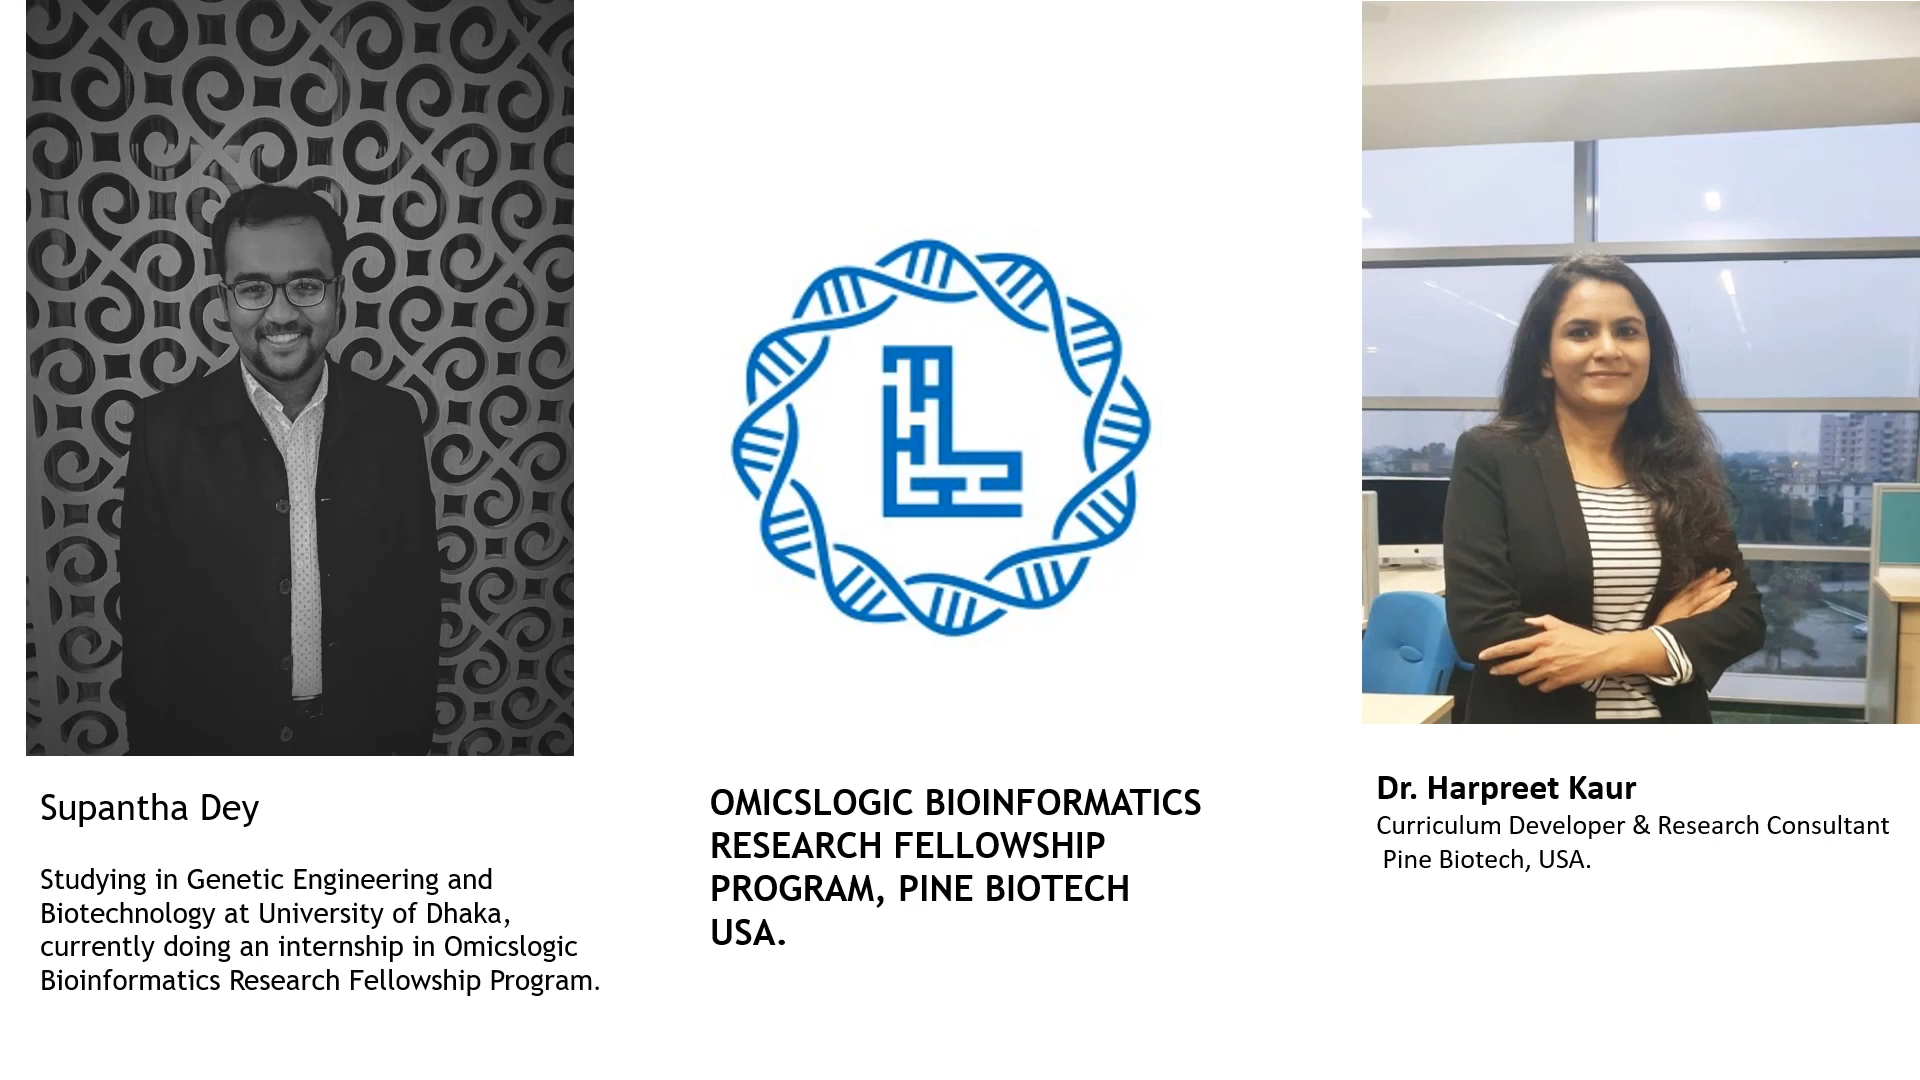 Supantha Dey
Studying in Genetic Engineering and
Biotechnology at University of Dhaka,
currently doing an internship in Omicslogic
Bioinformatics Research Fellowship Program.
OMICSLOGIC BIOINFORMATICS
RESEARCH FELLOWSHIP
PROGRAM, PINE BIOTECH
USA.
Dr. Harpreet Kaur
Curriculum Developer & Research Consultant
Pine Biotech, USA.